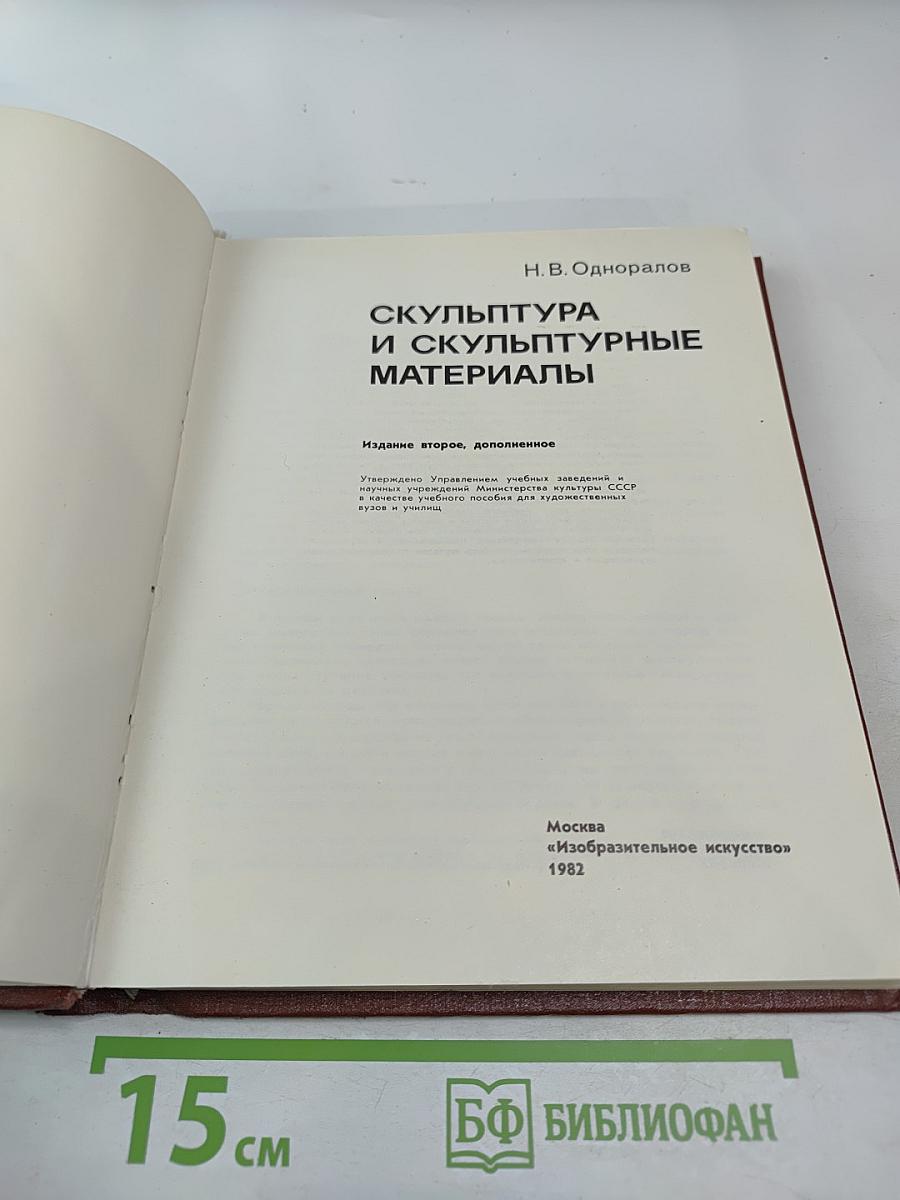 Н. В. Одноралов
СКУЛЬПТУРА
И СКУЛЬПТУРНЫЕ
МАТЕРИАЛЫ
Издание второе, дополненное
Утверждено Управлением учебных заведений и
научных учреждений Министерства культуры СССР
в качестве учебного пособия для художественных
вузов и училищ
Москва
«Изобразительное искусство»
1982
15 см
БФ БИБЛИОФАН